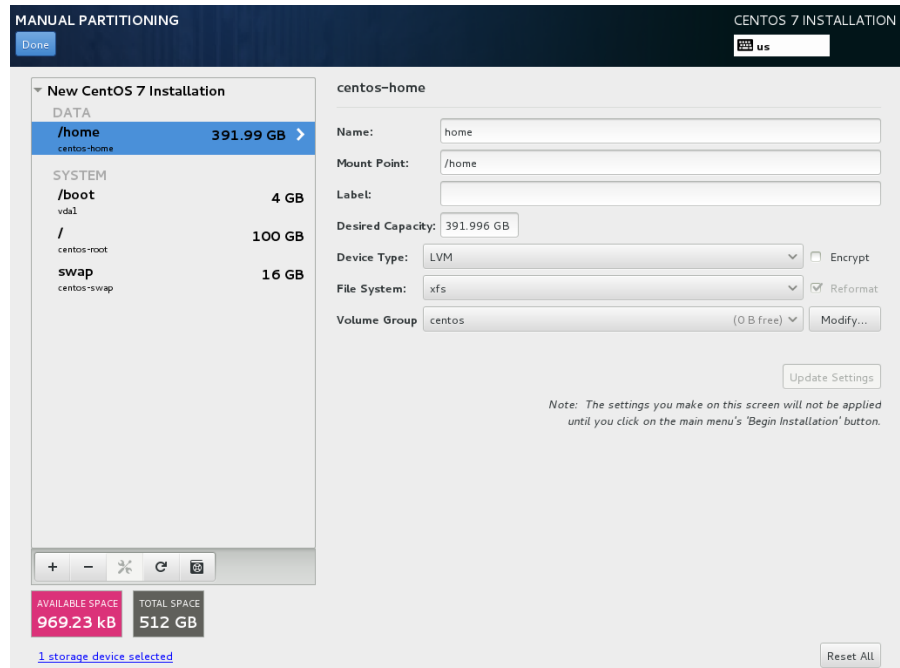 MANUAL PARTITIONING
CENTOS 7 INSTALLATION
Done
us
New CentOS 7 Installation
DATA
/home 391.99 GB
centos-home
SYSTEM
/boot 4 GB
vda1
/ 100 GB
centos-root
swap 16 GB
centos-swap
centos-home
Name: home
Mount Point: /home
Label:
Desired Capacity: 391.996 GB
Device Type: LVM Encrypt
File System: xfs Reformat
Volume Group centos (0 B free) Modify...
Update Settings
Note: The settings you make on this screen will not be applied
until you click on the main menu's 'Begin Installation' button.
+ -
AVAILABLE SPACE
969.23 kB
TOTAL SPACE
512 GB
1 storage device selected
Reset All